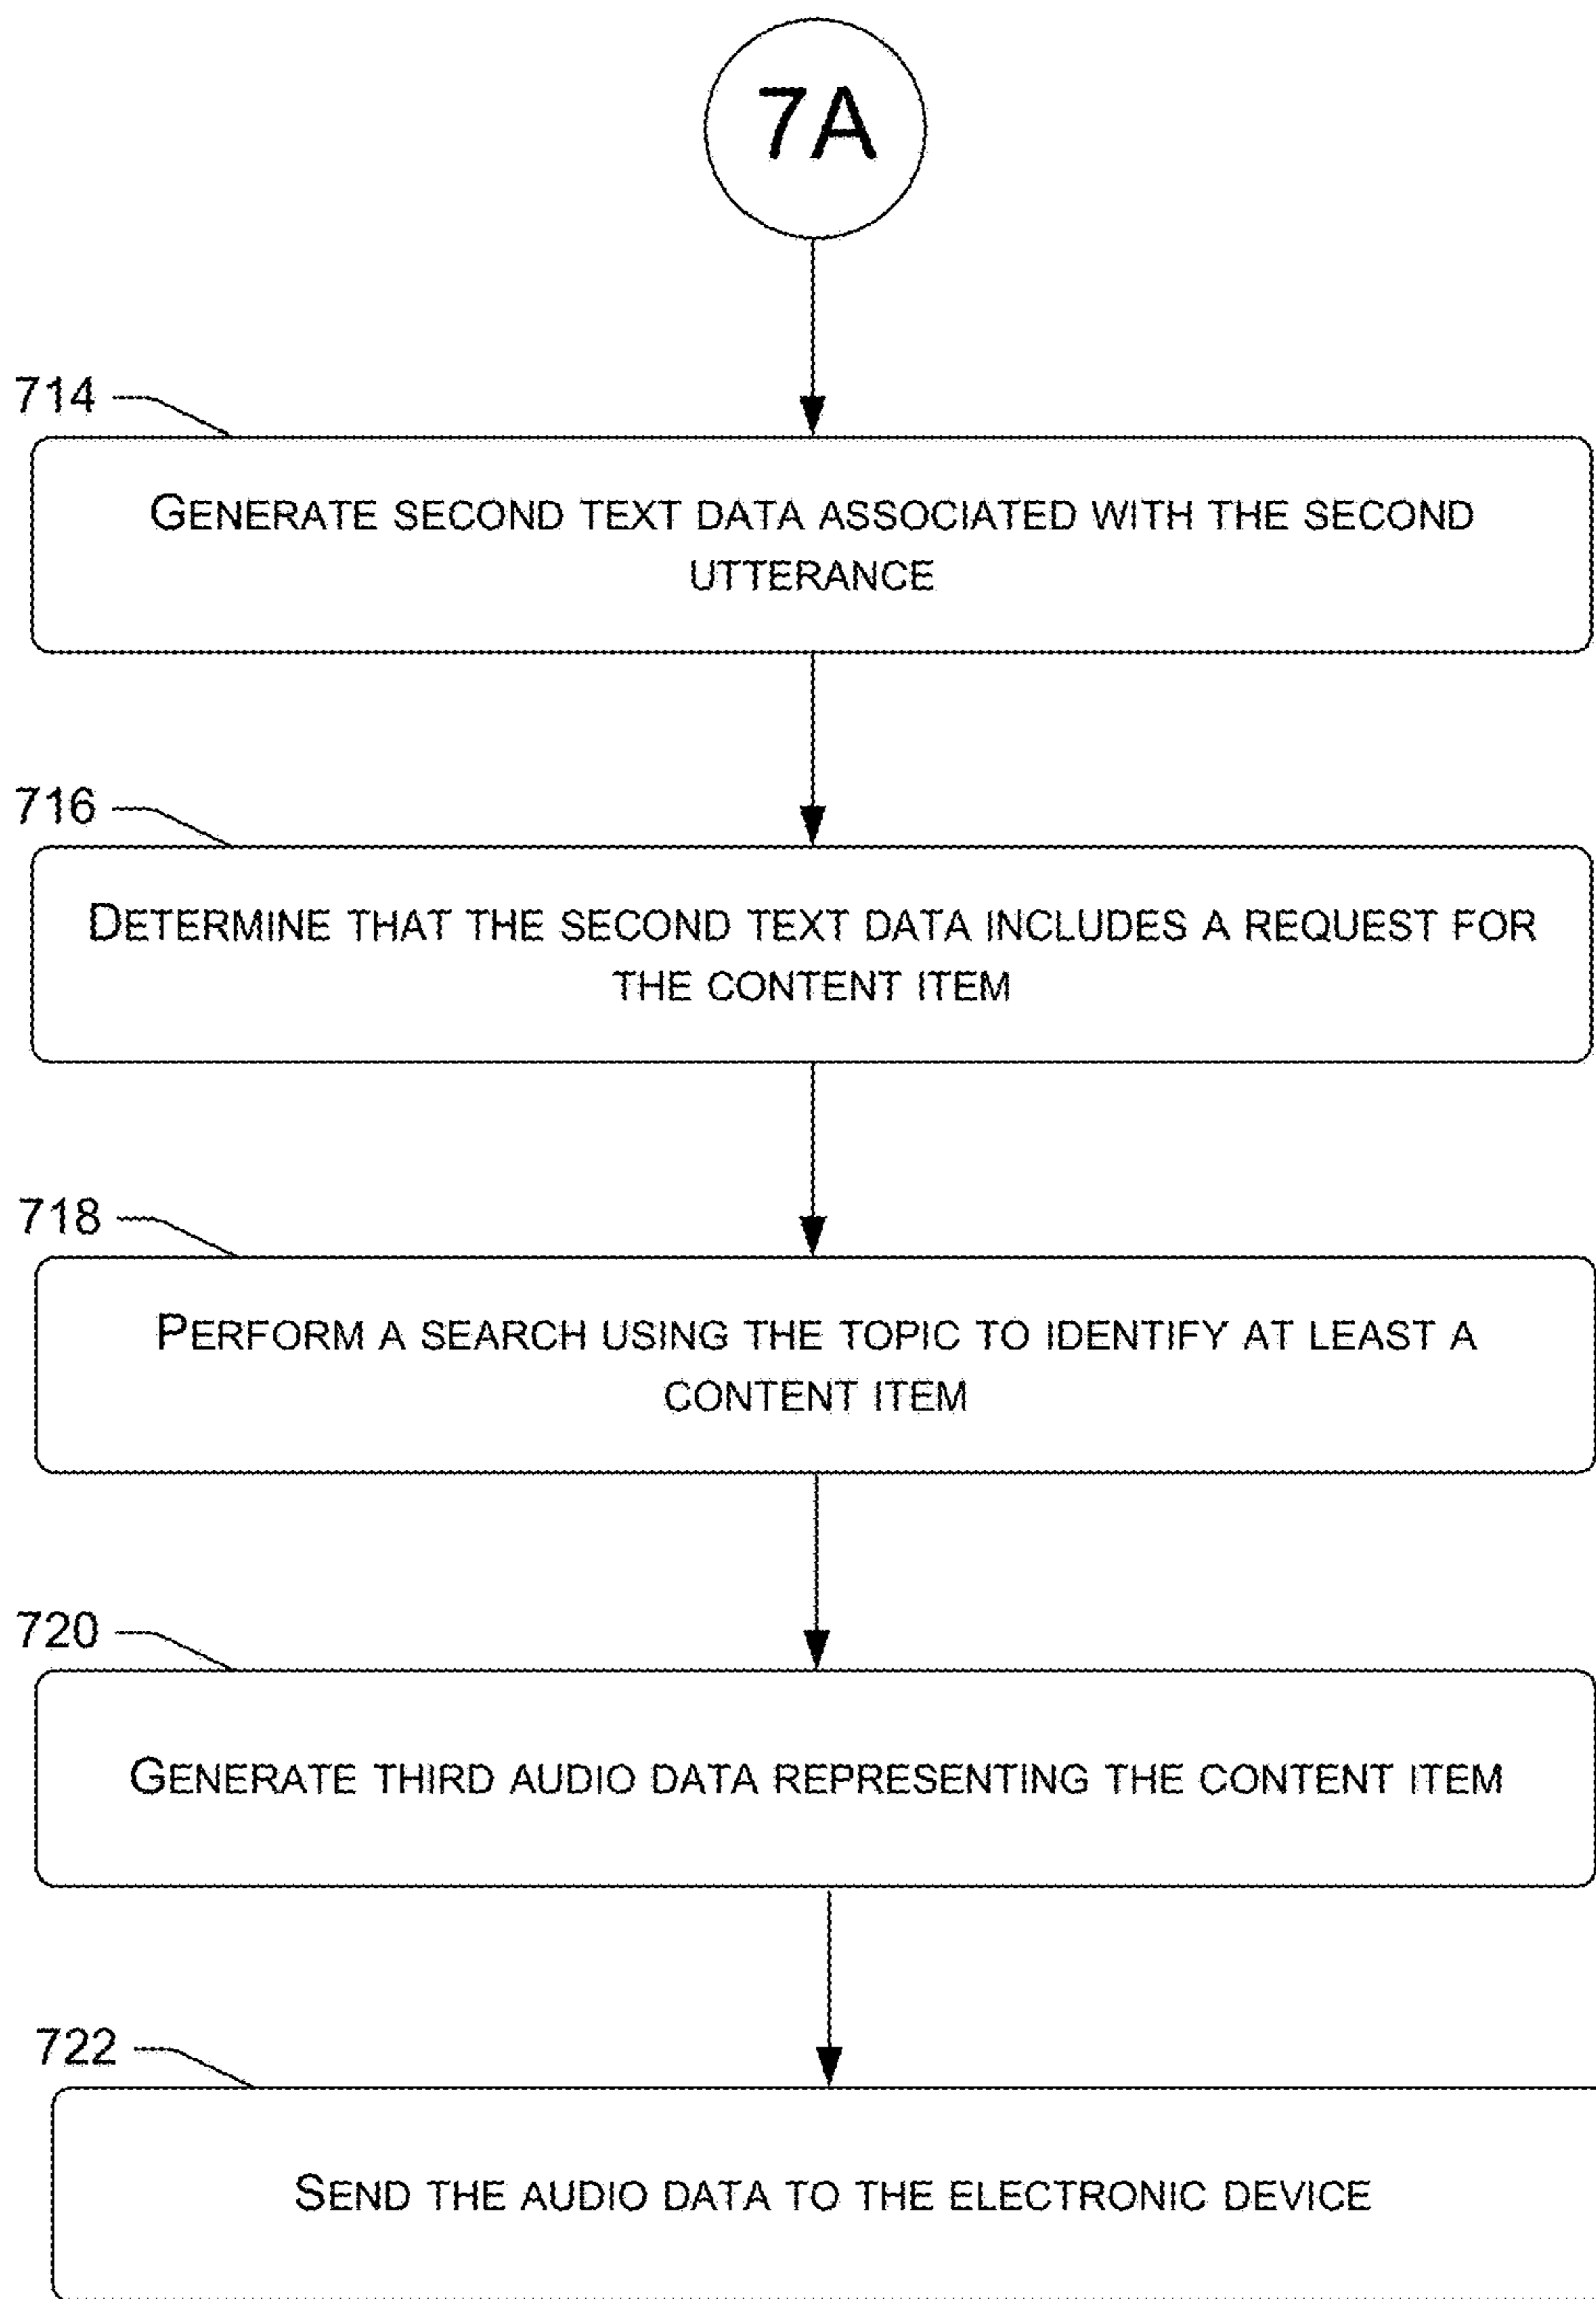 7A
714
GENERATE SECOND TEXT DATA ASSOCIATED WITH THE SECOND
UTTERANCE
716
DETERMINE THAT THE SECOND TEXT DATA INCLUDES A REQUEST FOR
THE CONTENT ITEM
718
PERFORM A SEARCH USING THE TOPIC TO IDENTIFY AT LEAST A
CONTENT ITEM
720
GENERATE THIRD AUDIO DATA REPRESENTING THE CONTENT ITEM
722
SEND THE AUDIO DATA TO THE ELECTRONIC DEVICE